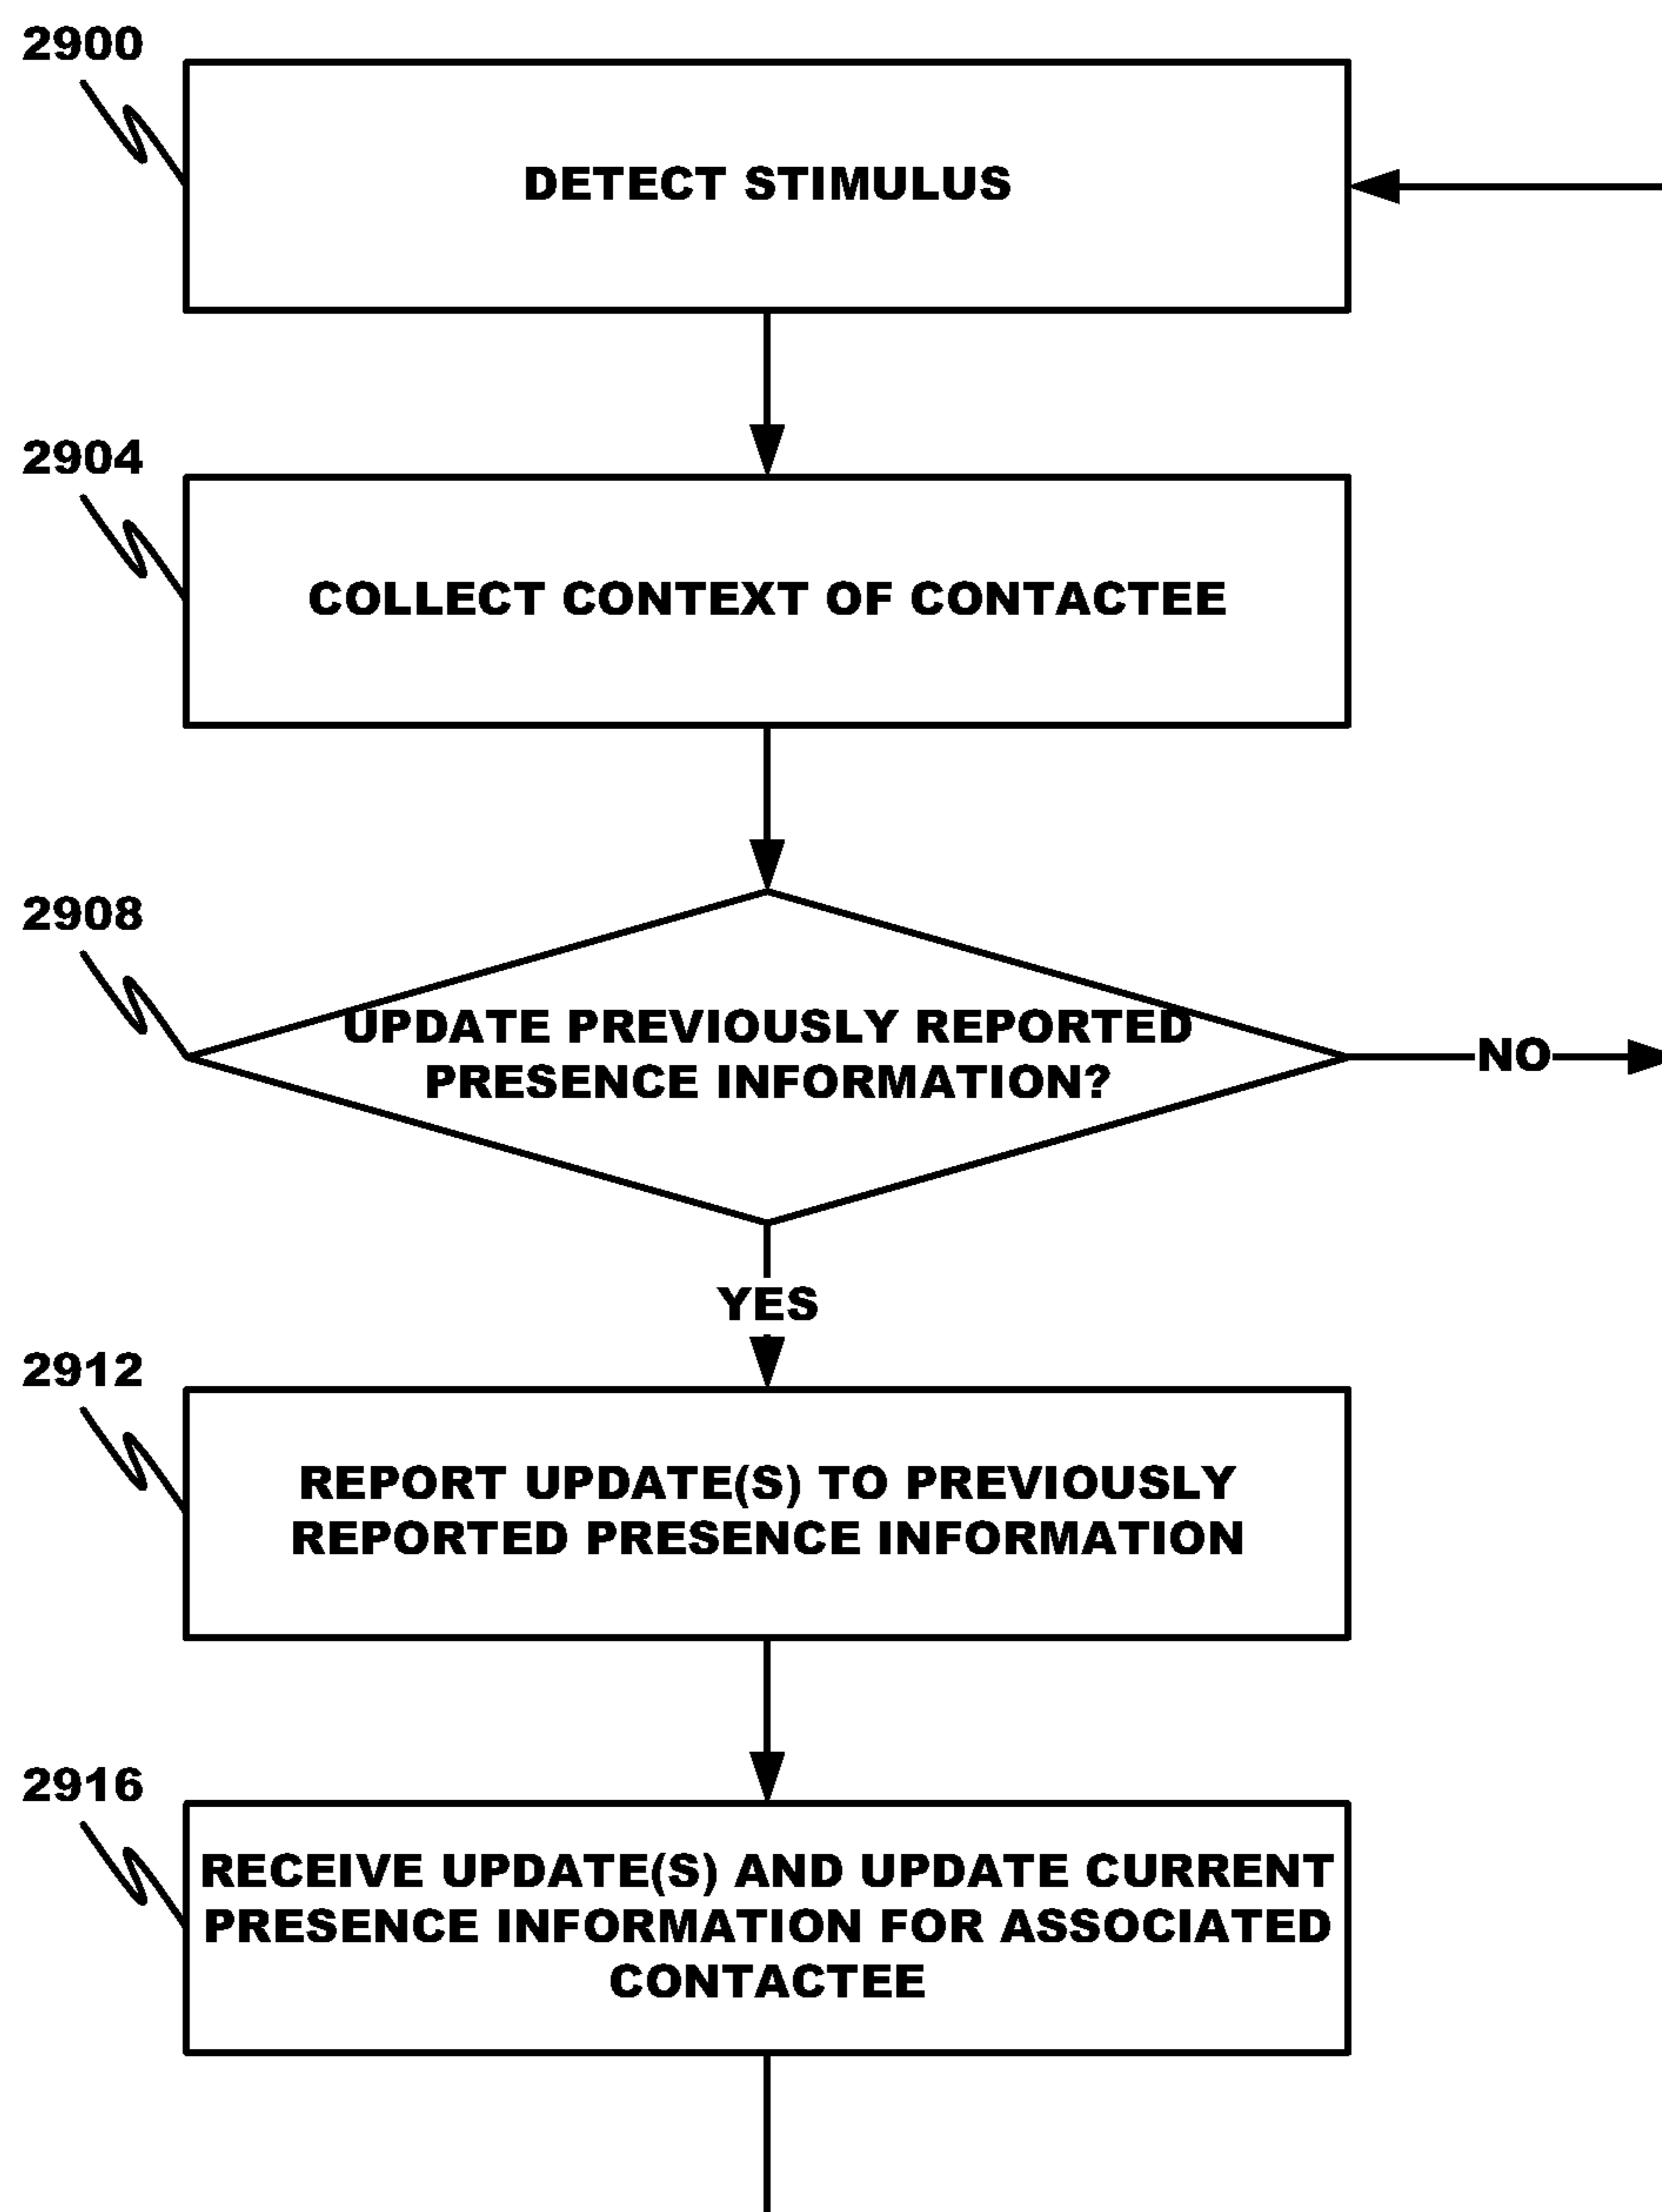 2900
DETECT STIMULUS
2904
COLLECT CONTEXT OF CONTACTEE
2908
UPDATE PREVIOUSLY REPORTED
PRESENCE INFORMATION?
NO
YES
2912
REPORT UPDATE(S) TO PREVIOUSLY
REPORTED PRESENCE INFORMATION
2916
RECEIVE UPDATE(S) AND UPDATE CURRENT
PRESENCE INFORMATION FOR ASSOCIATED
CONTACTEE